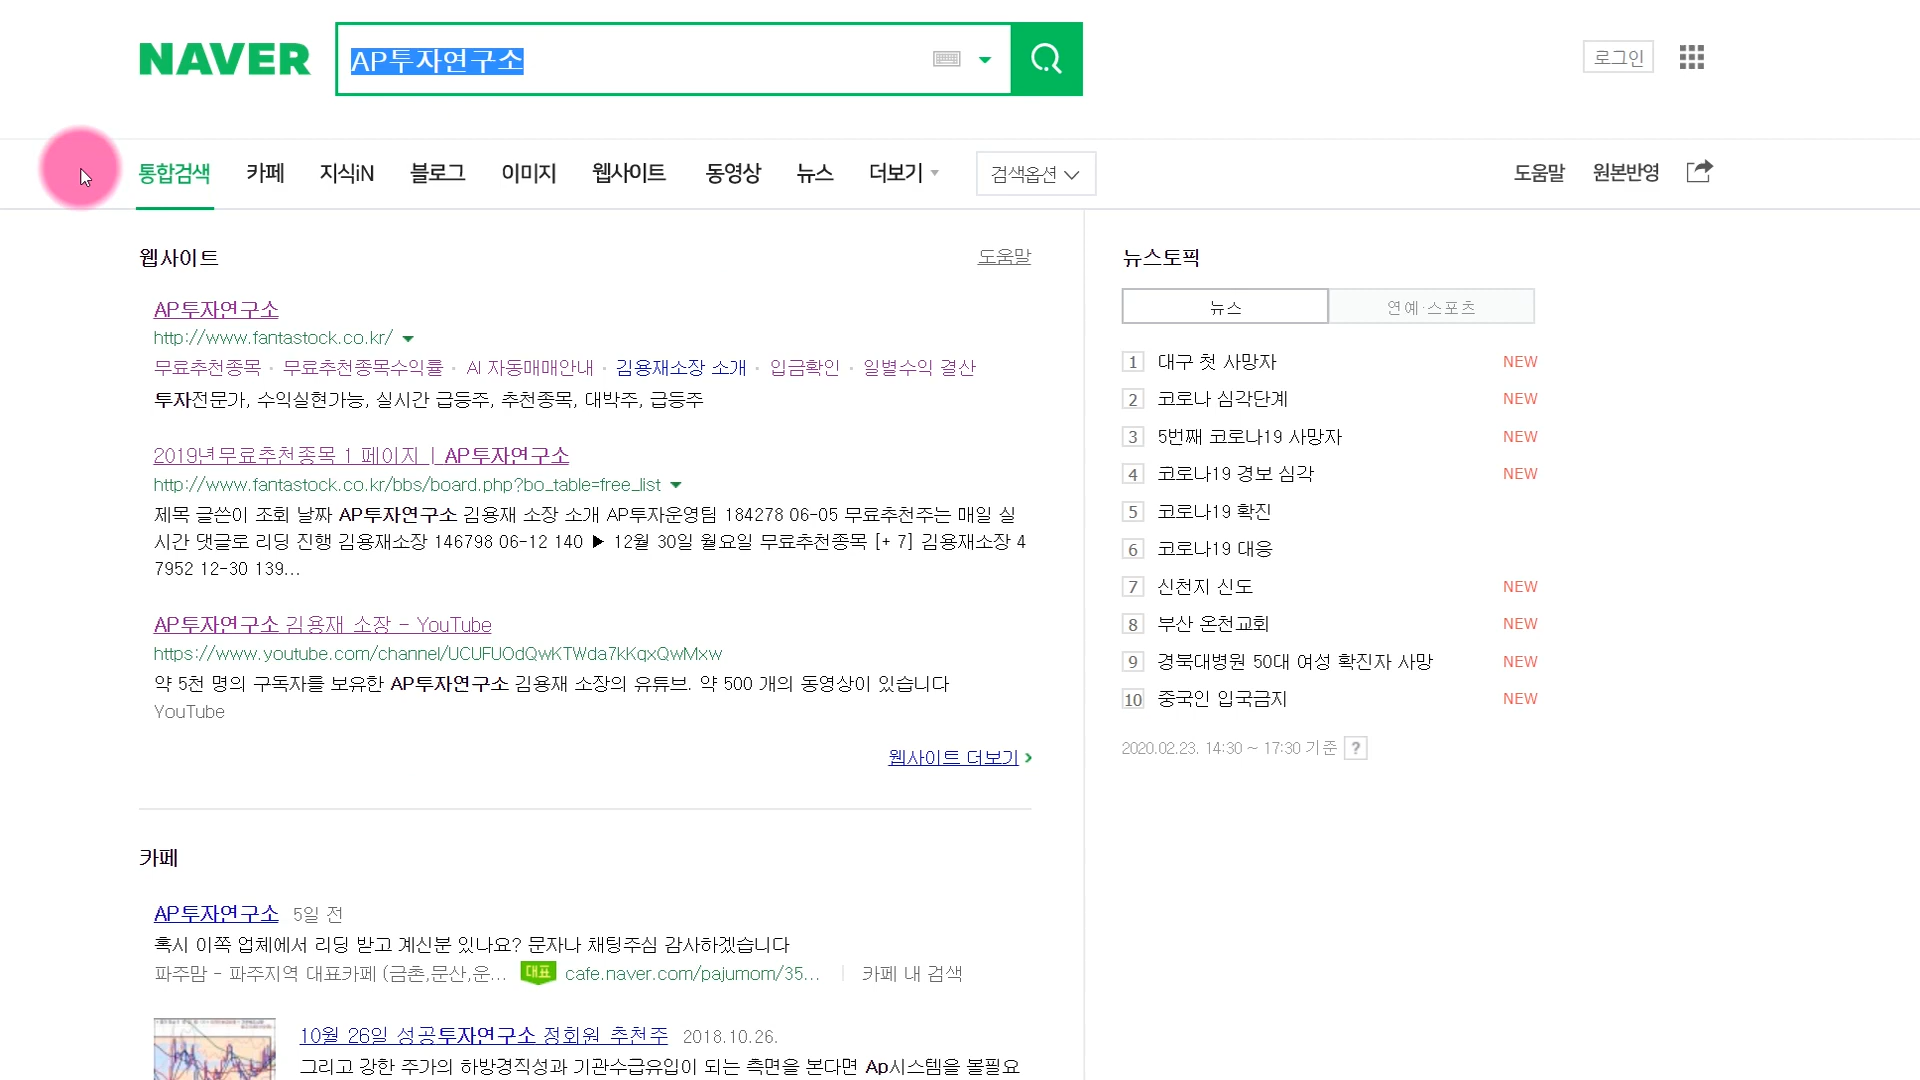 NAVER
AP투자연구소
로그인
통합검색 카페 지식iN 블로그 이미지 웹사이트 동영상 뉴스 더보기 검색옵션 도움말 원본반영
웹사이트 도움말
AP투자연구소
http://www.fantastock.co.kr/
무료추천종목 · 무료추천종목수익률 · AI 자동매매안내 · 김용재소장 소개 · 입금확인 · 일별수익 결산
투자전문가, 수익실현가능, 실시간 급등주, 추천종목, 대박주, 급등주
2019년무료추천종목 1 페이지 | AP투자연구소
http://www.fantastock.co.kr/bbs/board.php?bo_table=free_list
제목 글쓴이 조회 날짜 AP투자연구소 김용재 소장 소개 AP투자운영팀 184278 06-05 무료추천주는 매일 실
시간 댓글로 리딩 진행 김용재소장 146798 06-12 140 ▶ 12월 30일 월요일 무료추천종목 [+ 7] 김용재소장 4
7952 12-30 139...
AP투자연구소 김용재 소장 - YouTube
https://www.youtube.com/channel/UCUFUOdQwKTWda7kKqxQwMxw
약 5천 명의 구독자를 보유한 AP투자연구소 김용재 소장의 유튜브. 약 500 개의 동영상이 있습니다
YouTube
웹사이트 더보기
카페
AP투자연구소 5일 전
혹시 이쪽 업체에서 리딩 받고 계신분 있나요? 문자나 채팅주심 감사하겠습니다
파주맘 - 파주지역 대표카페 (금촌,문산,운... 대표 cafe.naver.com/pajumom/35... 카페 내 검색
10월 26일 성공투자연구소 정회원 추천주 2018.10.26.
그리고 강한 주가의 하방경직성과 기관수급유입이 되는 측면을 본다면 Ap시스템을 볼필요
뉴스토픽
뉴스 연예·스포츠
1 대구 첫 사망자 NEW
2 코로나 심각단계 NEW
3 5번째 코로나19 사망자 NEW
4 코로나19 경보 심각 NEW
5 코로나19 확진
6 코로나19 대응
7 신천지 신도 NEW
8 부산 온천교회 NEW
9 경북대병원 50대 여성 확진자 사망 NEW
10 중국인 입국금지 NEW
2020.02.23. 14:30 ~ 17:30 기준 ?